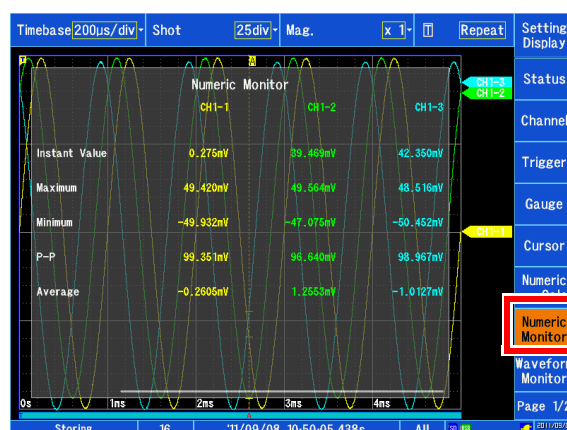 Timebase 200μs/div Shot 25div Mag. x 1 T Repeat
Setting
Display
Status
Channel
Trigger
Gauge
Cursor
Numeric
Numeric
Monitor
Waveform
Monitor
Page 1/2
T A
Numeric Monitor
CH1-1 CH1-2 CH1-3
Instant Value 0.275mV 39.469mV 42.350mV
Maximum 49.420mV 49.564mV 48.516mV
Minimum -49.932mV -47.075mV -50.452mV
P-P 99.351mV 96.640mV 98.967mV
Average -0.2605mV 1.2553mV -1.0127mV
CH1-3
CH1-2
CH1-1
0s 1ms 2ms 3ms 4ms
Storing 16 '11/09/08 10:50:05.438s All SD